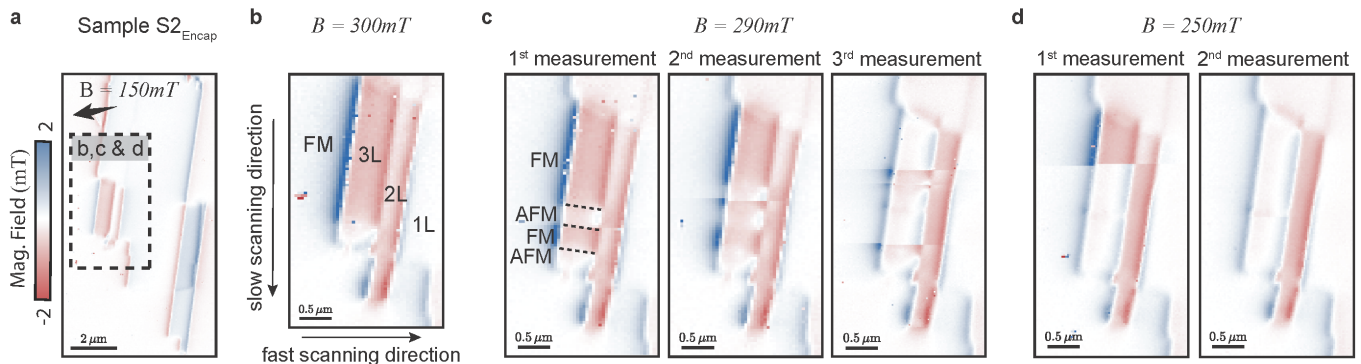 a
Sample S2Encap
B = 150mT
b,c & d
Mag. Field (mT)
2
-2
2 μm
b
B = 300mT
slow scanning direction
FM
3L
2L
1L
0.5 μm
fast scanning direction
c
B = 290mT
1st measurement
2nd measurement
3rd measurement
FM
AFM
FM
AFM
0.5 μm
0.5 μm
0.5 μm
d
B = 250mT
1st measurement
2nd measurement
0.5 μm
0.5 μm